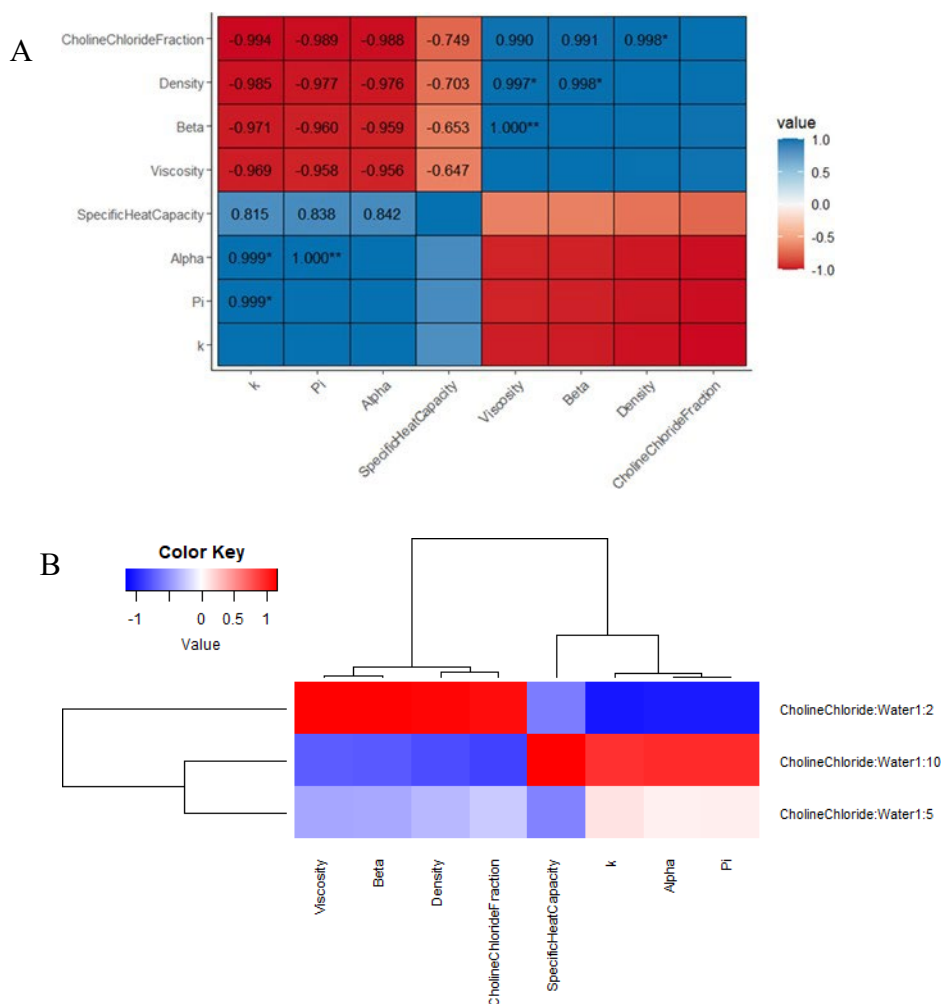 A
CholineChlorideFraction -0.994 -0.989 -0.988 -0.749 0.990 0.991 0.998*
Density -0.985 -0.977 -0.976 -0.703 0.997* 0.998*
Beta -0.971 -0.960 -0.959 -0.653 1.000**
Viscosity -0.969 -0.958 -0.956 -0.647
SpecificHeatCapacity 0.815 0.838 0.842
Alpha 0.999* 1.000**
Pi 0.999*
k
k Pi Alpha SpecificHeatCapacity Viscosity Beta Density CholineChlorideFraction
value
1.0
0.5
0.0
-0.5
-1.0
B
Color Key
-1 0 0.5 1
Value
CholineChloride:Water1:2
CholineChloride:Water1:10
CholineChloride:Water1:5
Viscosity Beta Density CholineChlorideFraction SpecificHeatCapacity k Alpha Pi